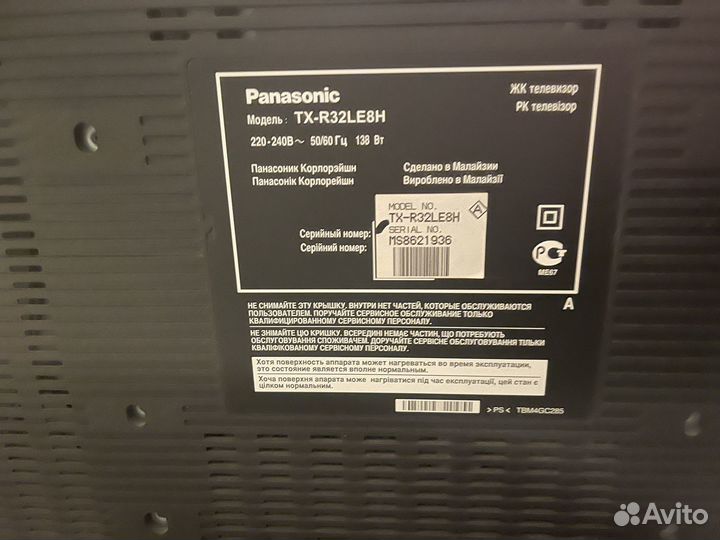 Panasonic
ЖК телевизор
РК телевізор
Модель : TX-R32LE8H
220-240В ~ 50/60 Гц 138 Вт
Панасоник Корпорэйшн
Панасонік Корпорейшн
Сделано в Малайзии
Вироблено в Малайзії
MODEL NO.
TX-R32LE8H
SERIAL NO.
MS8621936
A
Серийный номер:
Серійний номер:
РС
ME67
A
НЕ СНИМАЙТЕ ЭТУ КРЫШКУ. ВНУТРИ НЕТ ЧАСТЕЙ, КОТОРЫЕ ОБСЛУЖИВАЮТСЯ
ПОЛЬЗОВАТЕЛЕМ. ПОРУЧАЙТЕ СЕРВИСНОЕ ОБСЛУЖИВАНИЕ ТОЛЬКО
КВАЛИФИЦИРОВАННОМУ СЕРВИСНОМУ ПЕРСОНАЛУ.
НЕ ЗНІМАЙТЕ ЦЮ КРИШКУ. ВСЕРЕДИНІ НЕМАЄ ЧАСТИН, ЩО ПОТРЕБУЮТЬ
ОБСЛУГОВУВАННЯ СПОЖИВАЧЕМ. ДОРУЧАЙТЕ СЕРВІСНЕ ОБСЛУГОВУВАННЯ ТІЛЬКИ
КВАЛІФІКОВАНОМУ СЕРВІСНОМУ ПЕРСОНАЛУ.
Хотя поверхность аппарата может нагреваться во время эксплуатации,
это состояние является вполне нормальным.
Хоча поверхня апарата може нагріватися під час експлуатації, цей стан є
цілком нормальним.
>PS< TBM4GC285
Avito